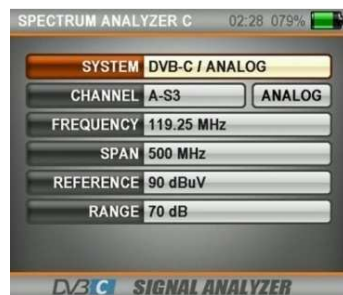 SPECTRUM ANALYZER C 02:28 079%
SYSTEM DVB-C / ANALOG
CHANNEL A-S3 ANALOG
FREQUENCY 119.25 MHz
SPAN 500 MHz
REFERENCE 90 dBuV
RANGE 70 dB
DV3 C SIGNAL ANALYZER